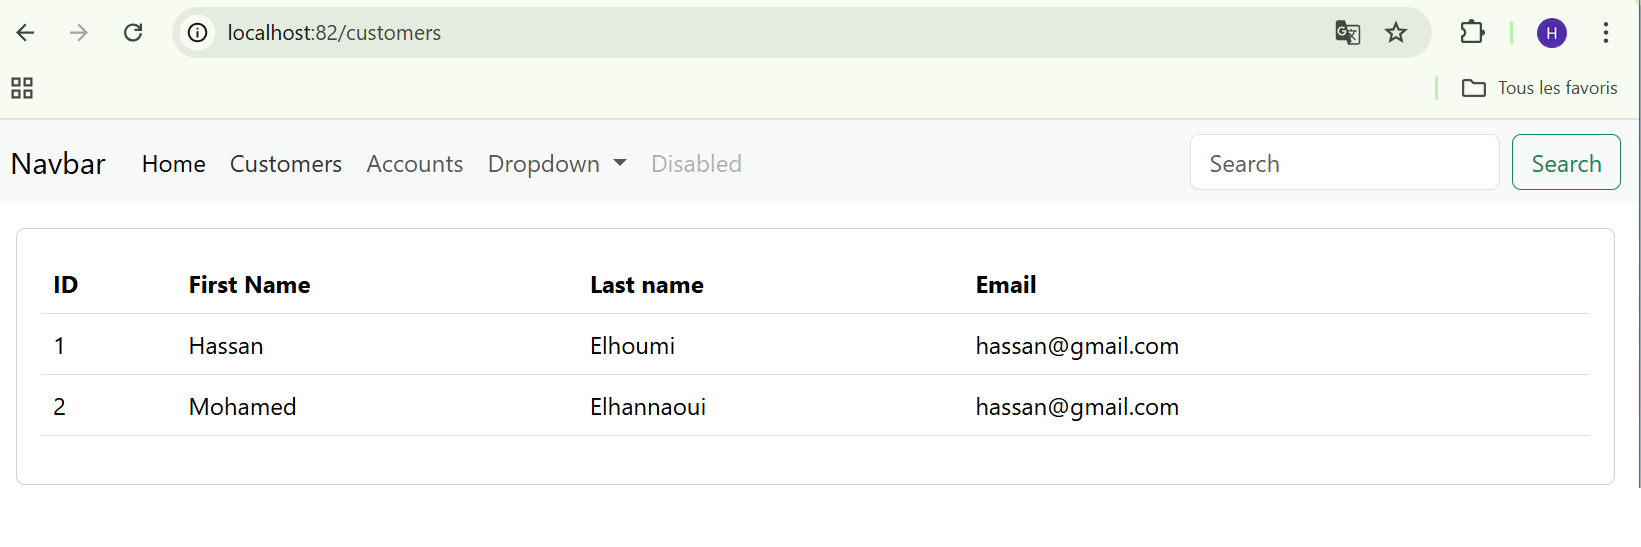 localhost:82/customers
H
Tous les favoris
Navbar Home Customers Accounts Dropdown Disabled Search Search
ID First Name Last name Email
1 Hassan Elhoumi hassan@gmail.com
2 Mohamed Elhannaoui hassan@gmail.com